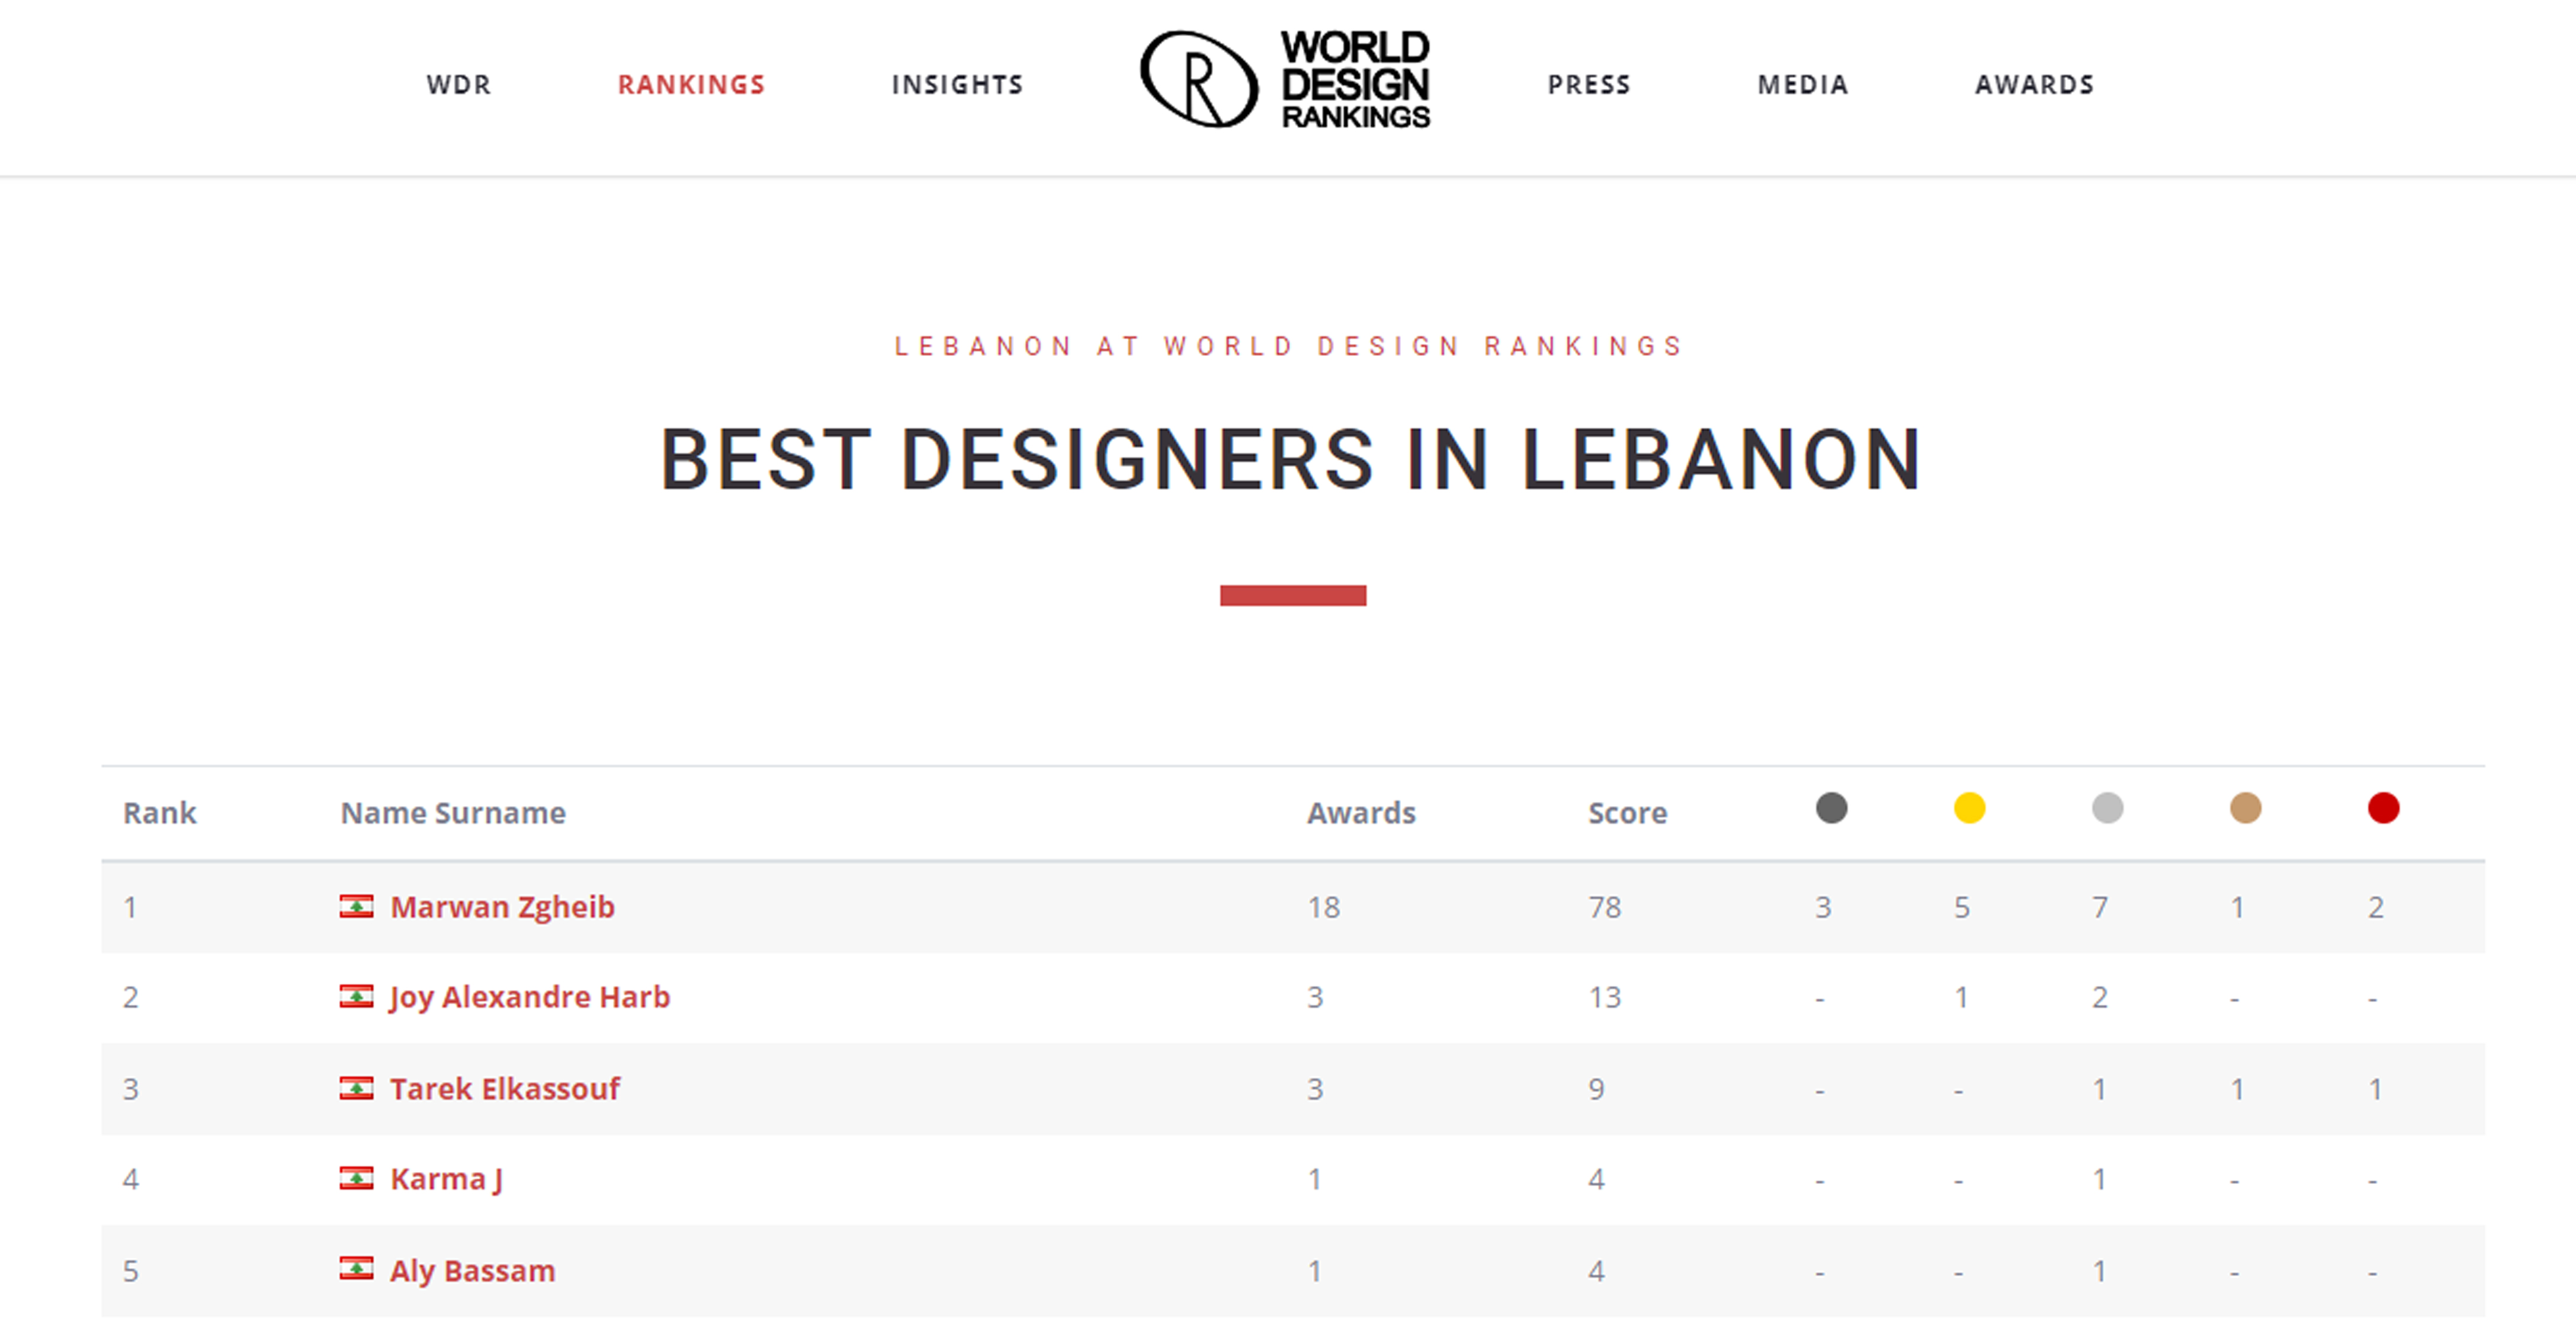 WDR RANKINGS INSIGHTS R WORLD DESIGN RANKINGS PRESS MEDIA AWARDS
LEBANON AT WORLD DESIGN RANKINGS
BEST DESIGNERS IN LEBANON
Rank Name Surname Awards Score
1 Marwan Zgheib 18 78 3 5 7 1 2
2 Joy Alexandre Harb 3 13 - 1 2 - -
3 Tarek Elkassouf 3 9 - - 1 1 1
4 Karma J 1 4 - - 1 - -
5 Aly Bassam 1 4 - - 1 - -